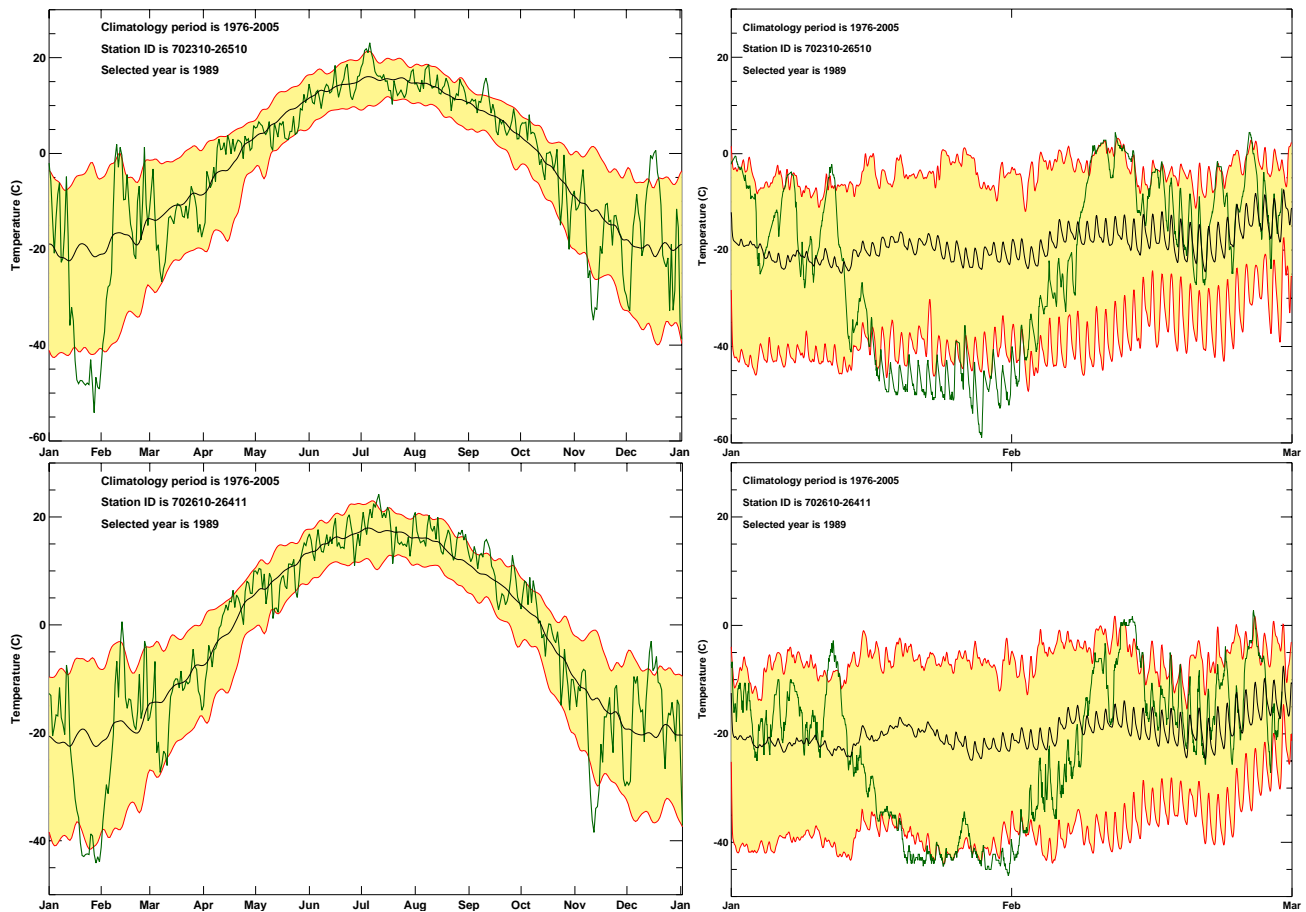 Climatology period is 1976-2005
Station ID is 702310-26510
Selected year is 1989
Temperature (C)
20
0
-20
-40
-60
Jan Feb Mar Apr May Jun Jul Aug Sep Oct Nov Dec Jan
Climatology period is 1976-2005
Station ID is 702310-26510
Selected year is 1989
Temperature (C)
20
0
-20
-40
-60
Jan Feb Mar
Climatology period is 1976-2005
Station ID is 702610-26411
Selected year is 1989
Temperature (C)
20
0
-20
-40
Jan Feb Mar Apr May Jun Jul Aug Sep Oct Nov Dec Jan
Climatology period is 1976-2005
Station ID is 702610-26411
Selected year is 1989
Temperature (C)
20
0
-20
-40
Jan Feb Mar